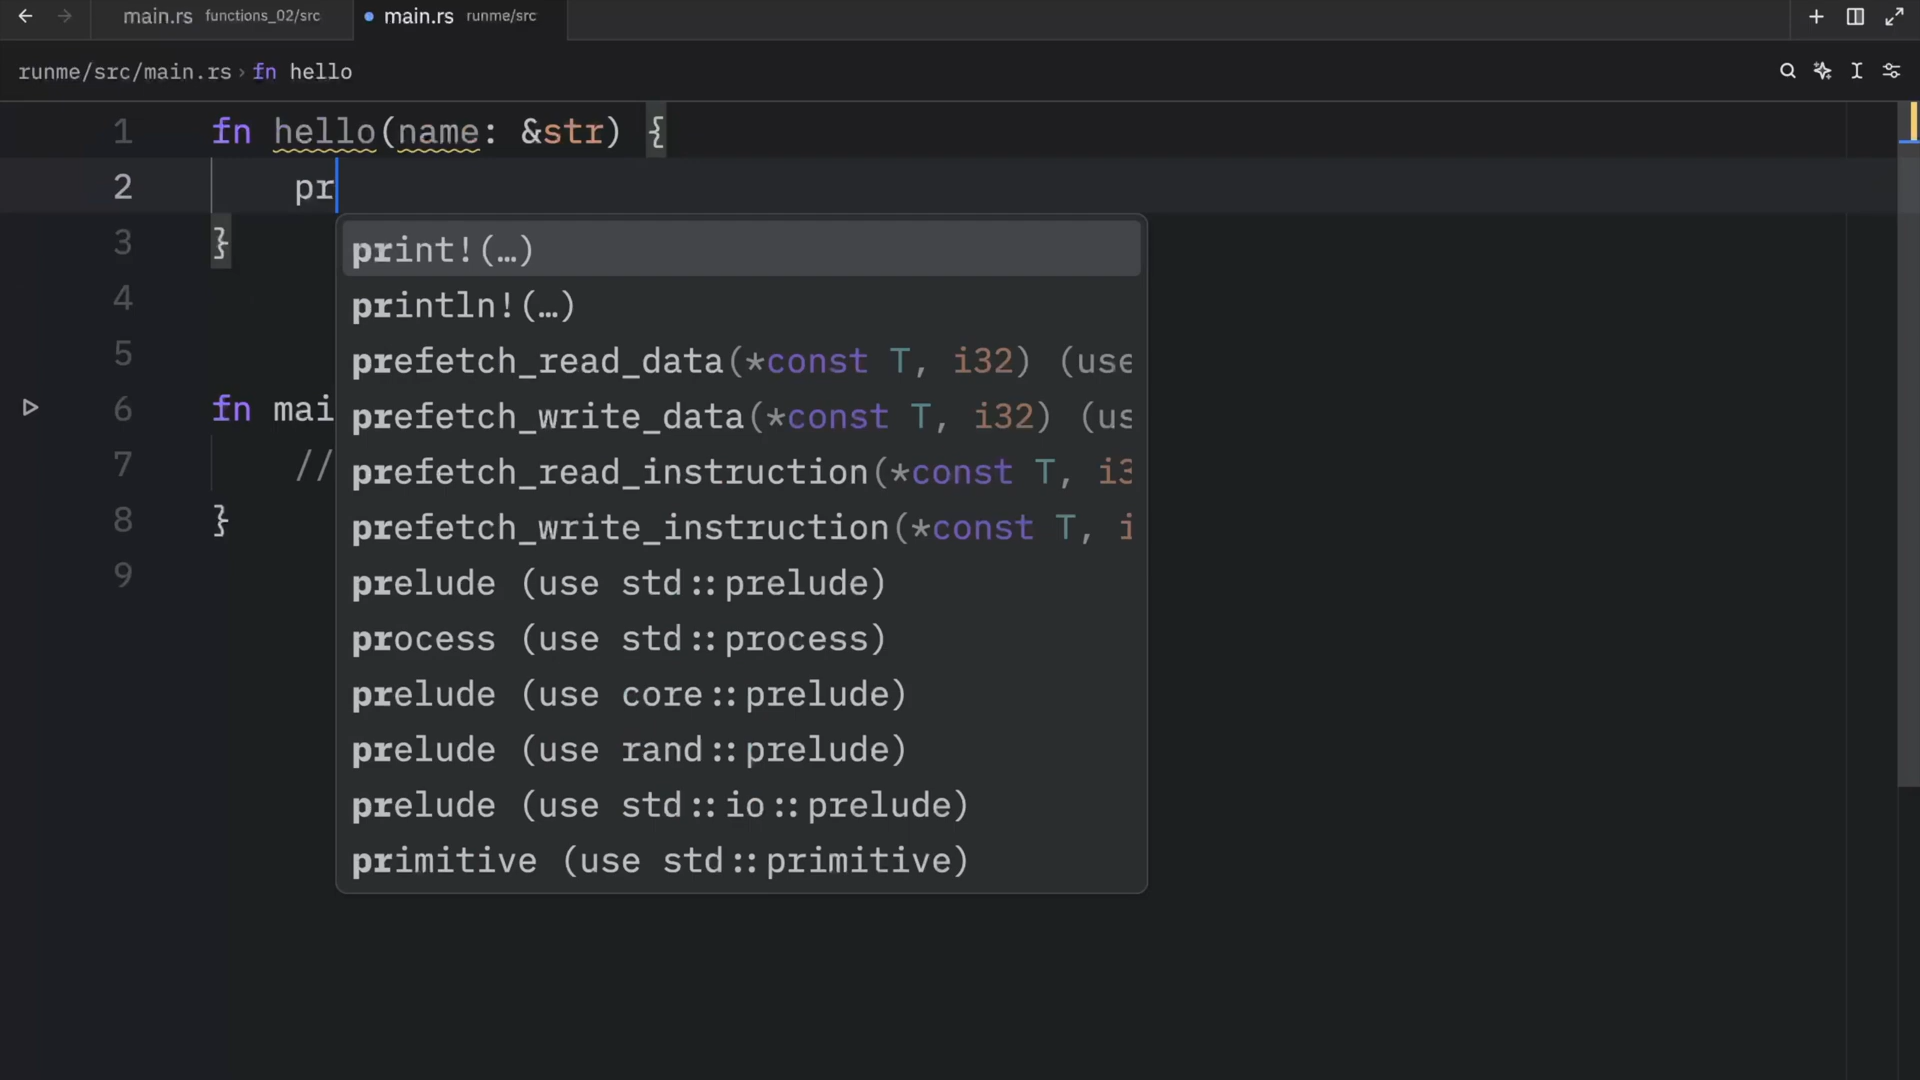 main.rs functions_02/src main.rs runme/src
runme/src/main.rs › fn hello
1 fn hello(name: &str) {
2 pr
3 }
4
5
6 fn mai
7 //
8 }
9
print!(…)
println!(…)
prefetch_read_data(*const T, i32) (use
prefetch_write_data(*const T, i32) (us
prefetch_read_instruction(*const T, i3
prefetch_write_instruction(*const T, i
prelude (use std::prelude)
process (use std::process)
prelude (use core::prelude)
prelude (use rand::prelude)
prelude (use std::io::prelude)
primitive (use std::primitive)